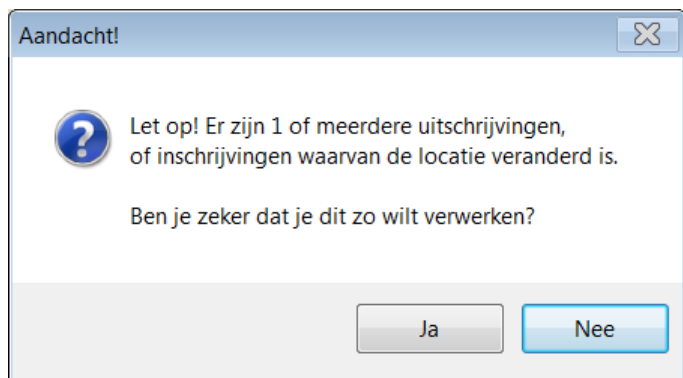 Aandacht!
Let op! Er zijn 1 of meerdere uitschrijvingen,
of inschrijvingen waarvan de locatie veranderd is.
Ben je zeker dat je dit zo wilt verwerken?
Ja
Nee